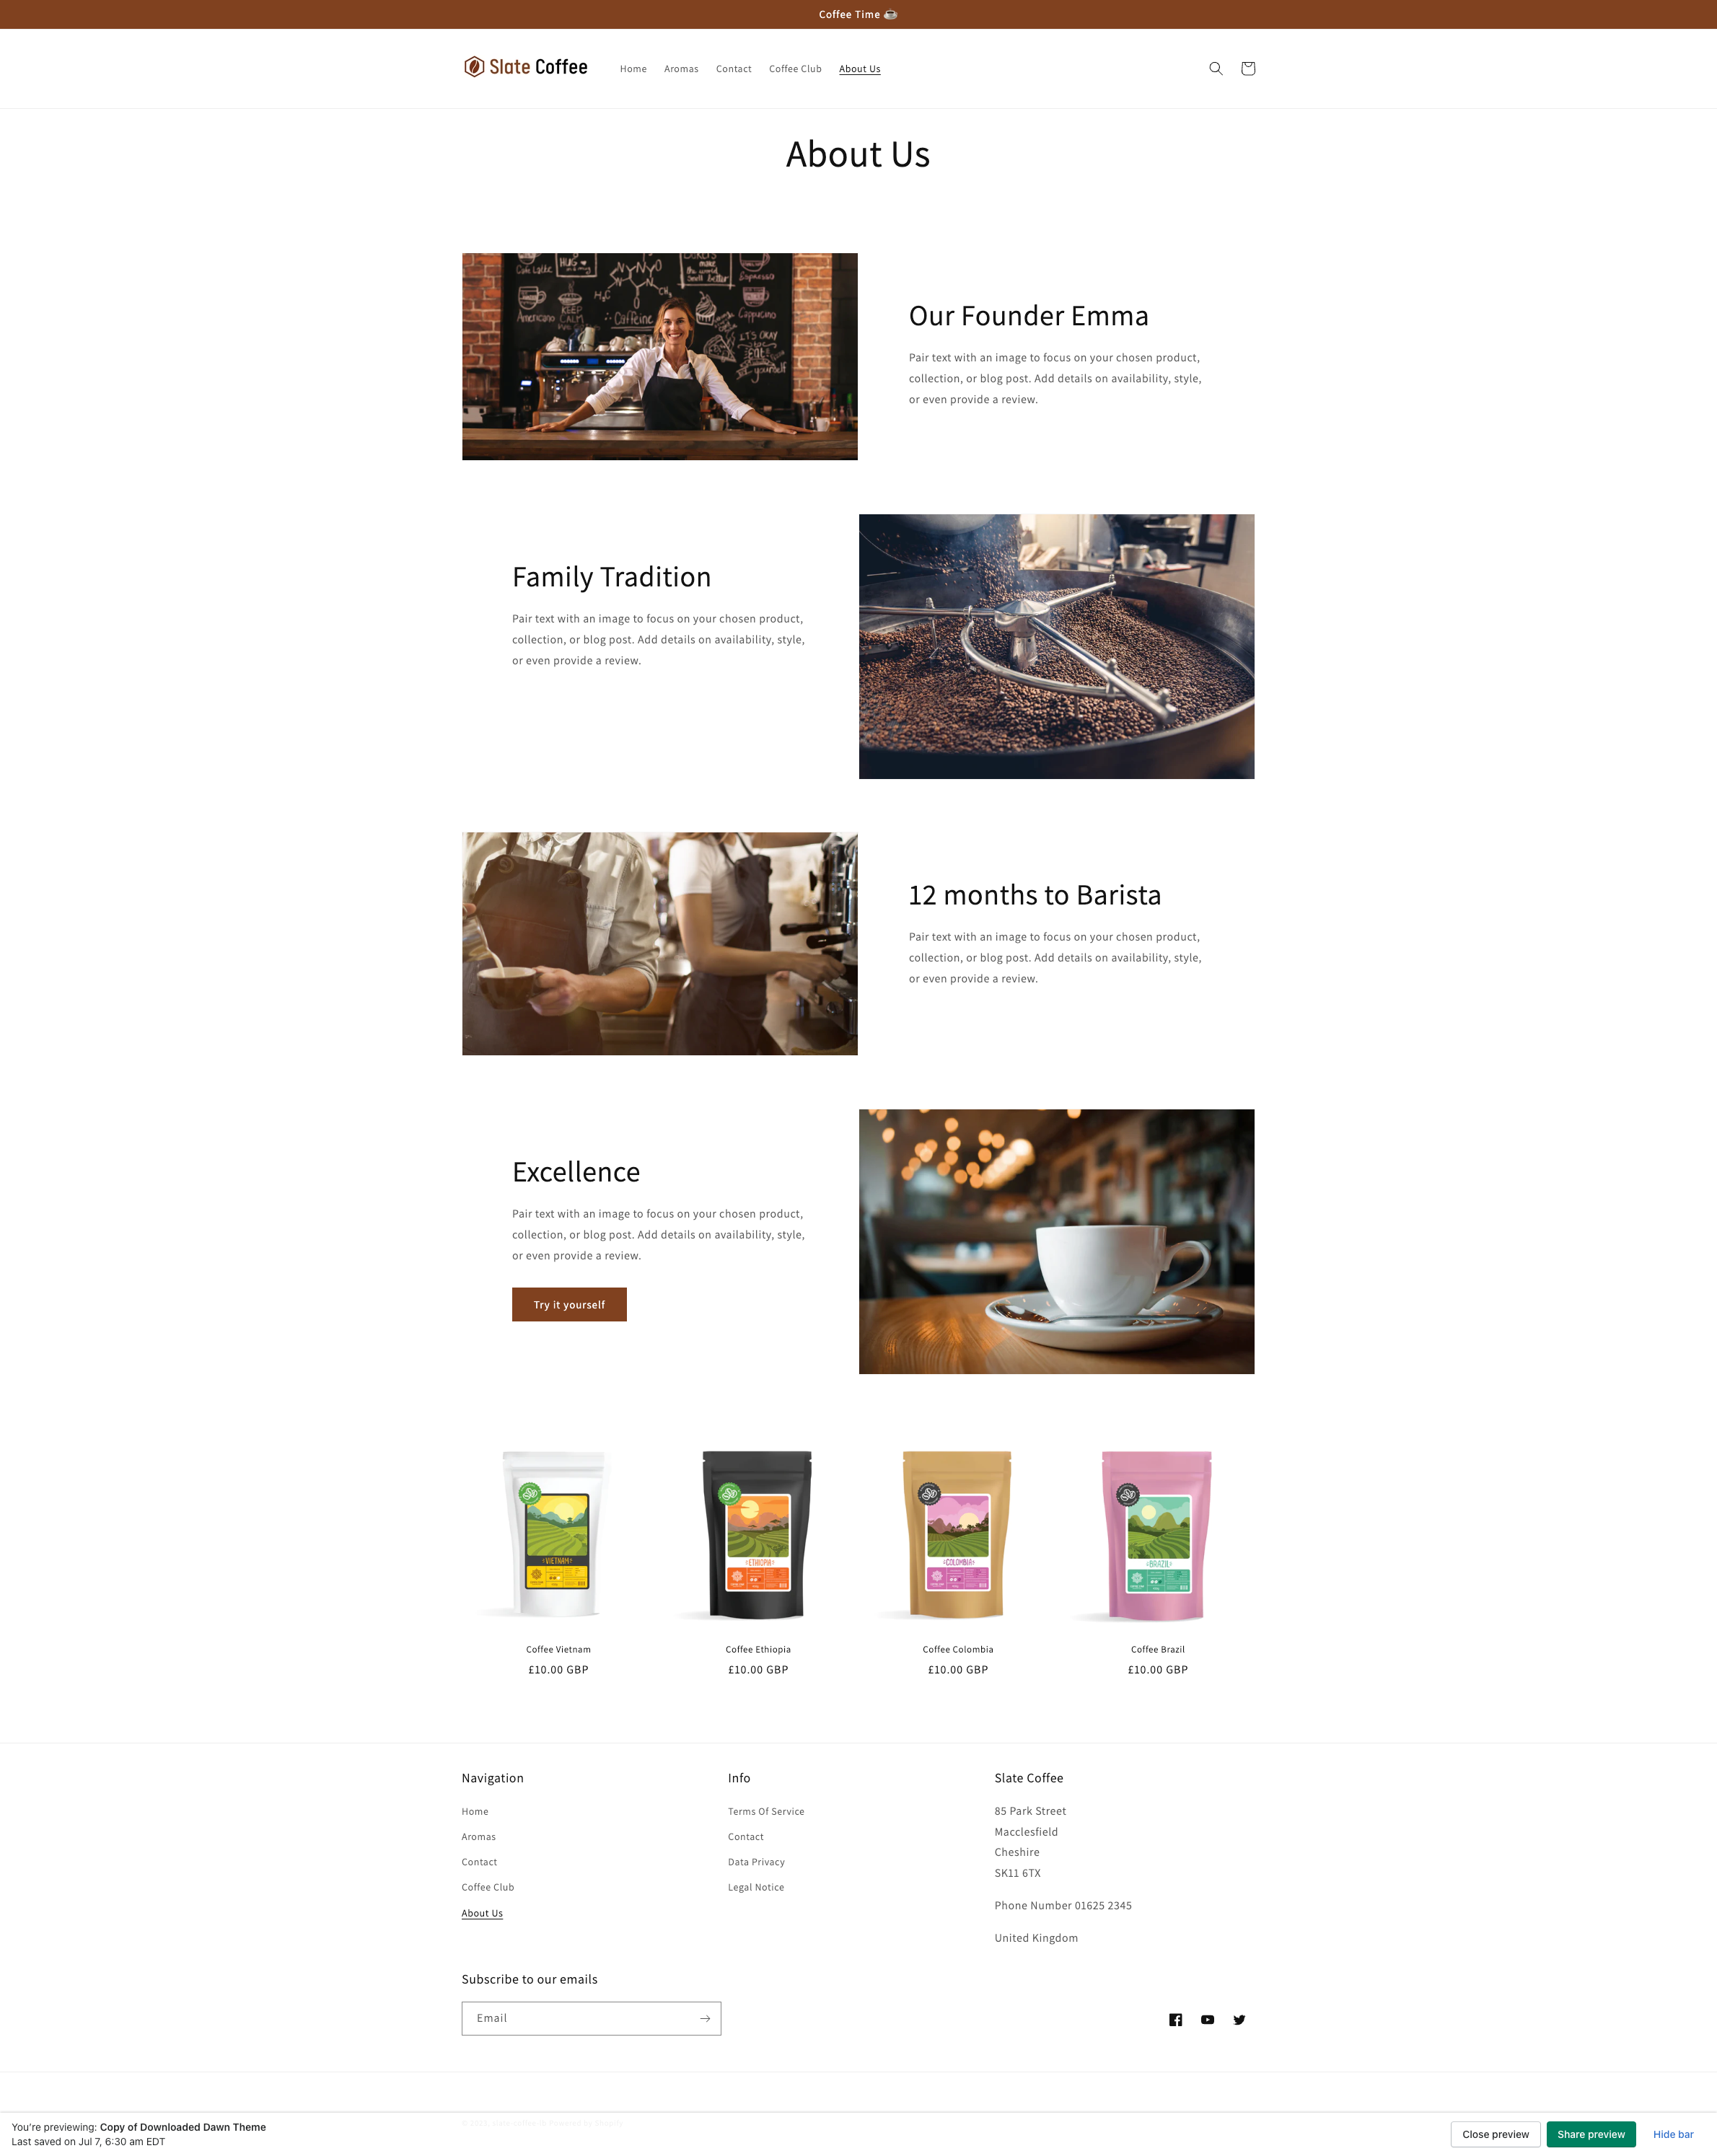 Coffee Time ☕
Slate Coffee
Home
Aromas
Contact
Coffee Club
About Us
About Us
Cafe Latte
Espresso
Americano
KEEP CALM
Caffeine
Cappuccino
Our Founder Emma
Pair text with an image to focus on your chosen product,
collection, or blog post. Add details on availability, style,
or even provide a review.
Family Tradition
Pair text with an image to focus on your chosen product,
collection, or blog post. Add details on availability, style,
or even provide a review.
12 months to Barista
Pair text with an image to focus on your chosen product,
collection, or blog post. Add details on availability, style,
or even provide a review.
Excellence
Pair text with an image to focus on your chosen product,
collection, or blog post. Add details on availability, style,
or even provide a review.
Try it yourself
VIETNAM
ETHIOPIA
COLOMBIA
BRAZIL
Coffee Vietnam
£10.00 GBP
Coffee Ethiopia
£10.00 GBP
Coffee Colombia
£10.00 GBP
Coffee Brazil
£10.00 GBP
Navigation
Home
Aromas
Contact
Coffee Club
About Us
Info
Terms Of Service
Contact
Data Privacy
Legal Notice
Slate Coffee
85 Park Street
Macclesfield
Cheshire
SK11 6TX
Phone Number 01625 2345
United Kingdom
Subscribe to our emails
Email
You're previewing: Copy of Downloaded Dawn Theme
Last saved on Jul 7, 6:30 am EDT
Close preview
Share preview
Hide bar